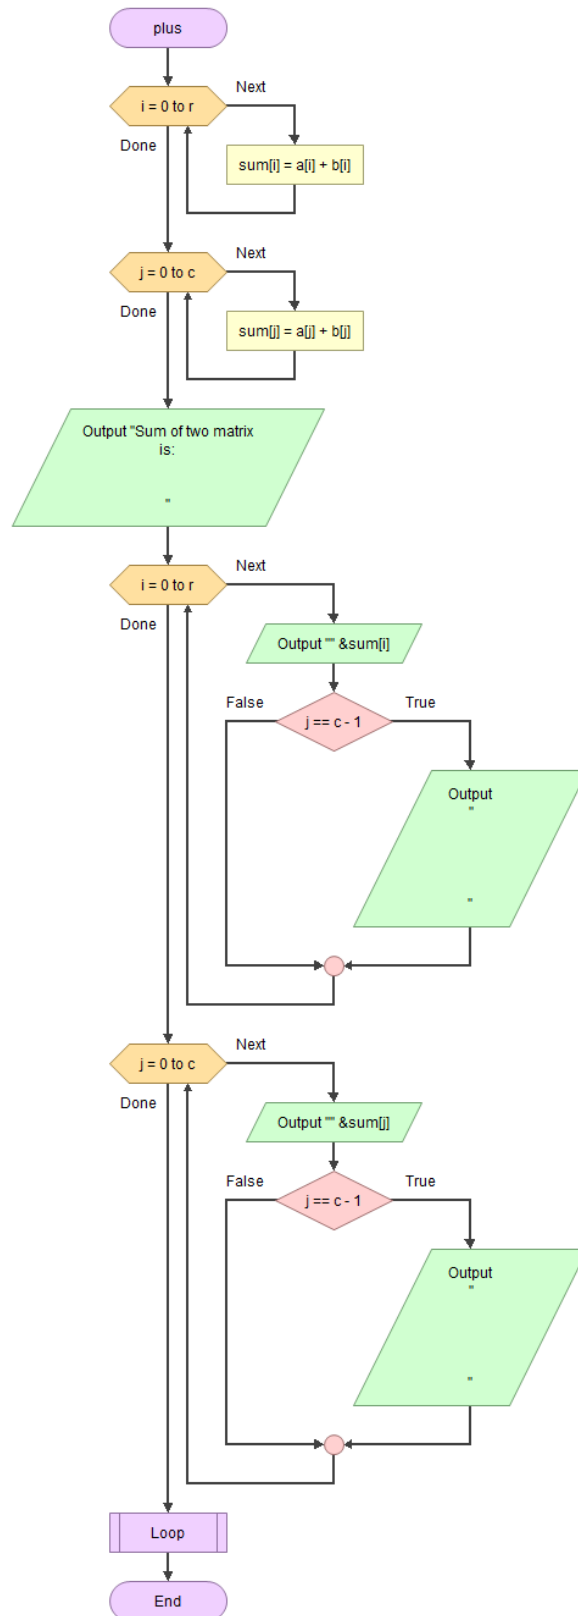 plus
i = 0 to r
Next
Done
sum[i] = a[i] + b[i]
j = 0 to c
Next
Done
sum[j] = a[j] + b[j]
Output "Sum of two matrix
is:
"
i = 0 to r
Next
Done
Output "" &sum[i]
False
j == c - 1
True
Output
"
"
j = 0 to c
Next
Done
Output "" &sum[j]
False
j == c - 1
True
Output
"
"
Loop
End